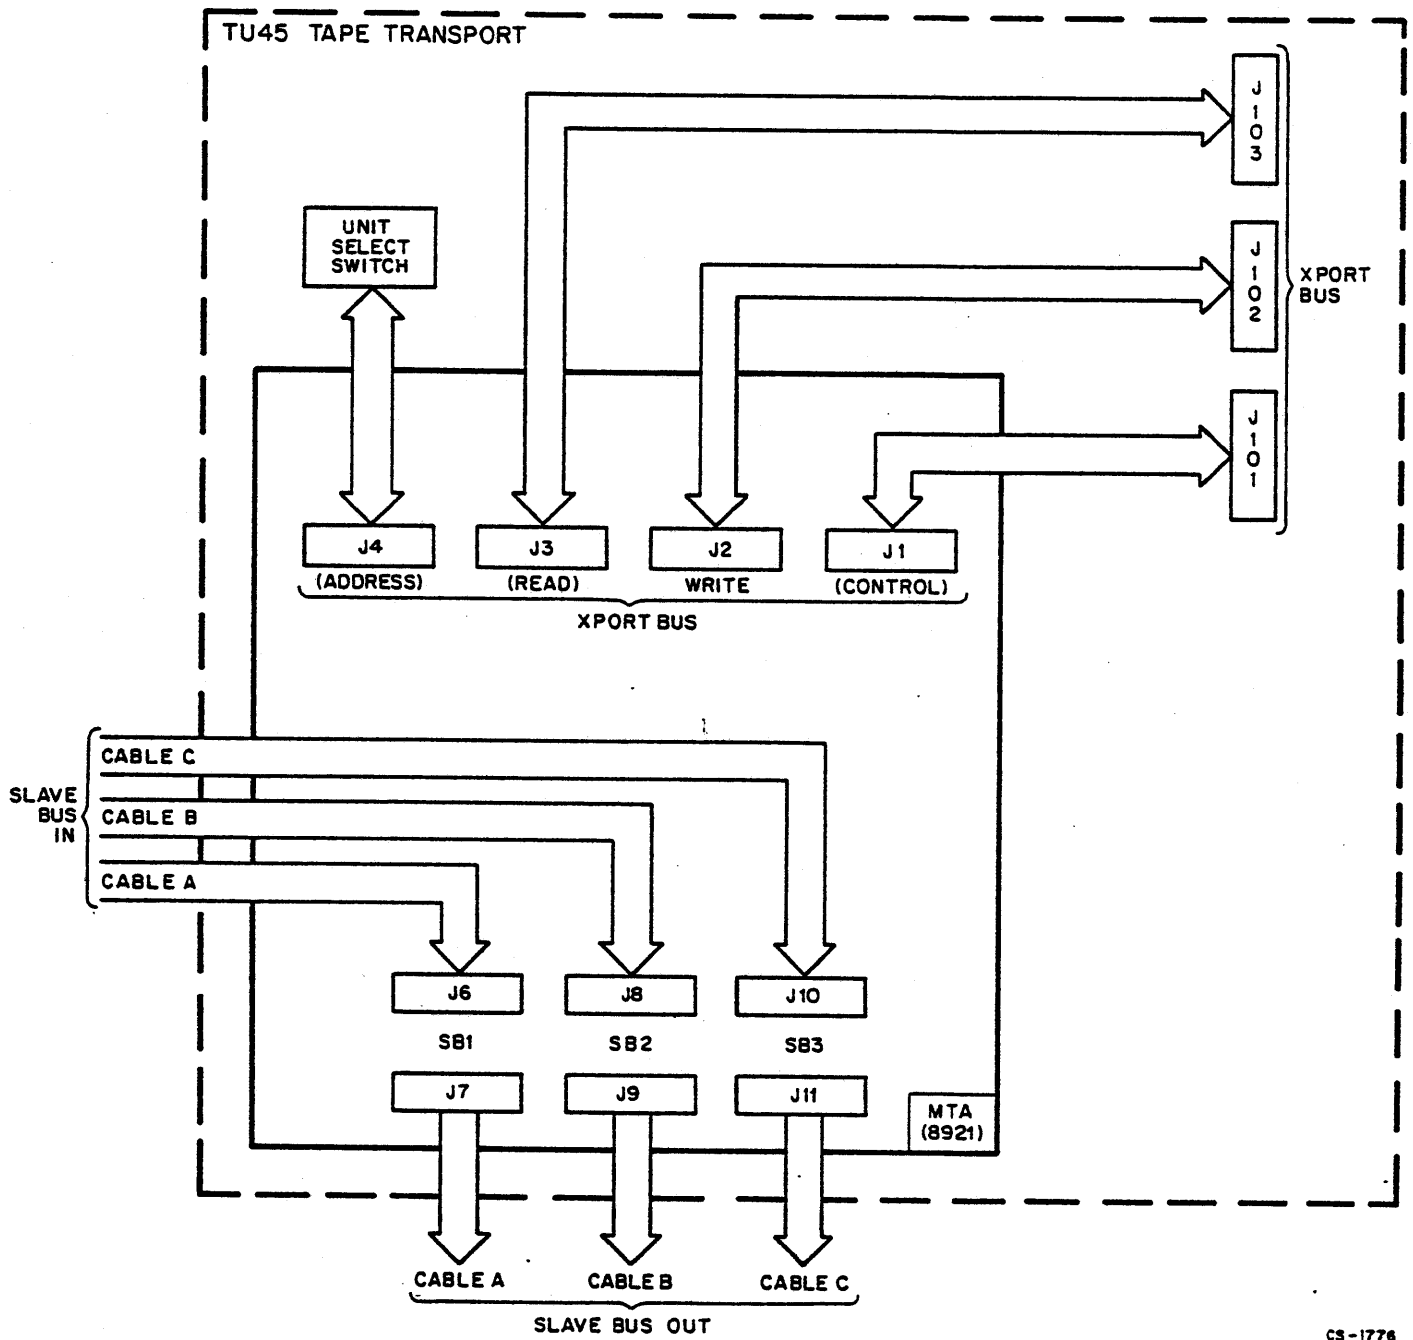 TU45 TAPE TRANSPORT
J
1
0
3
UNIT
SELECT
SWITCH
J
1
0
2
XPORT
BUS
J
1
0
1
J4
J3
J2
J1
(ADDRESS)
(READ)
WRITE
(CONTROL)
XPORT BUS
SLAVE
BUS
IN
CABLE C
CABLE B
CABLE A
J6
J8
J10
SB1
SB2
SB3
J7
J9
J11
MTA
(8921)
CABLE A
CABLE B
CABLE C
SLAVE BUS OUT
CS-1776